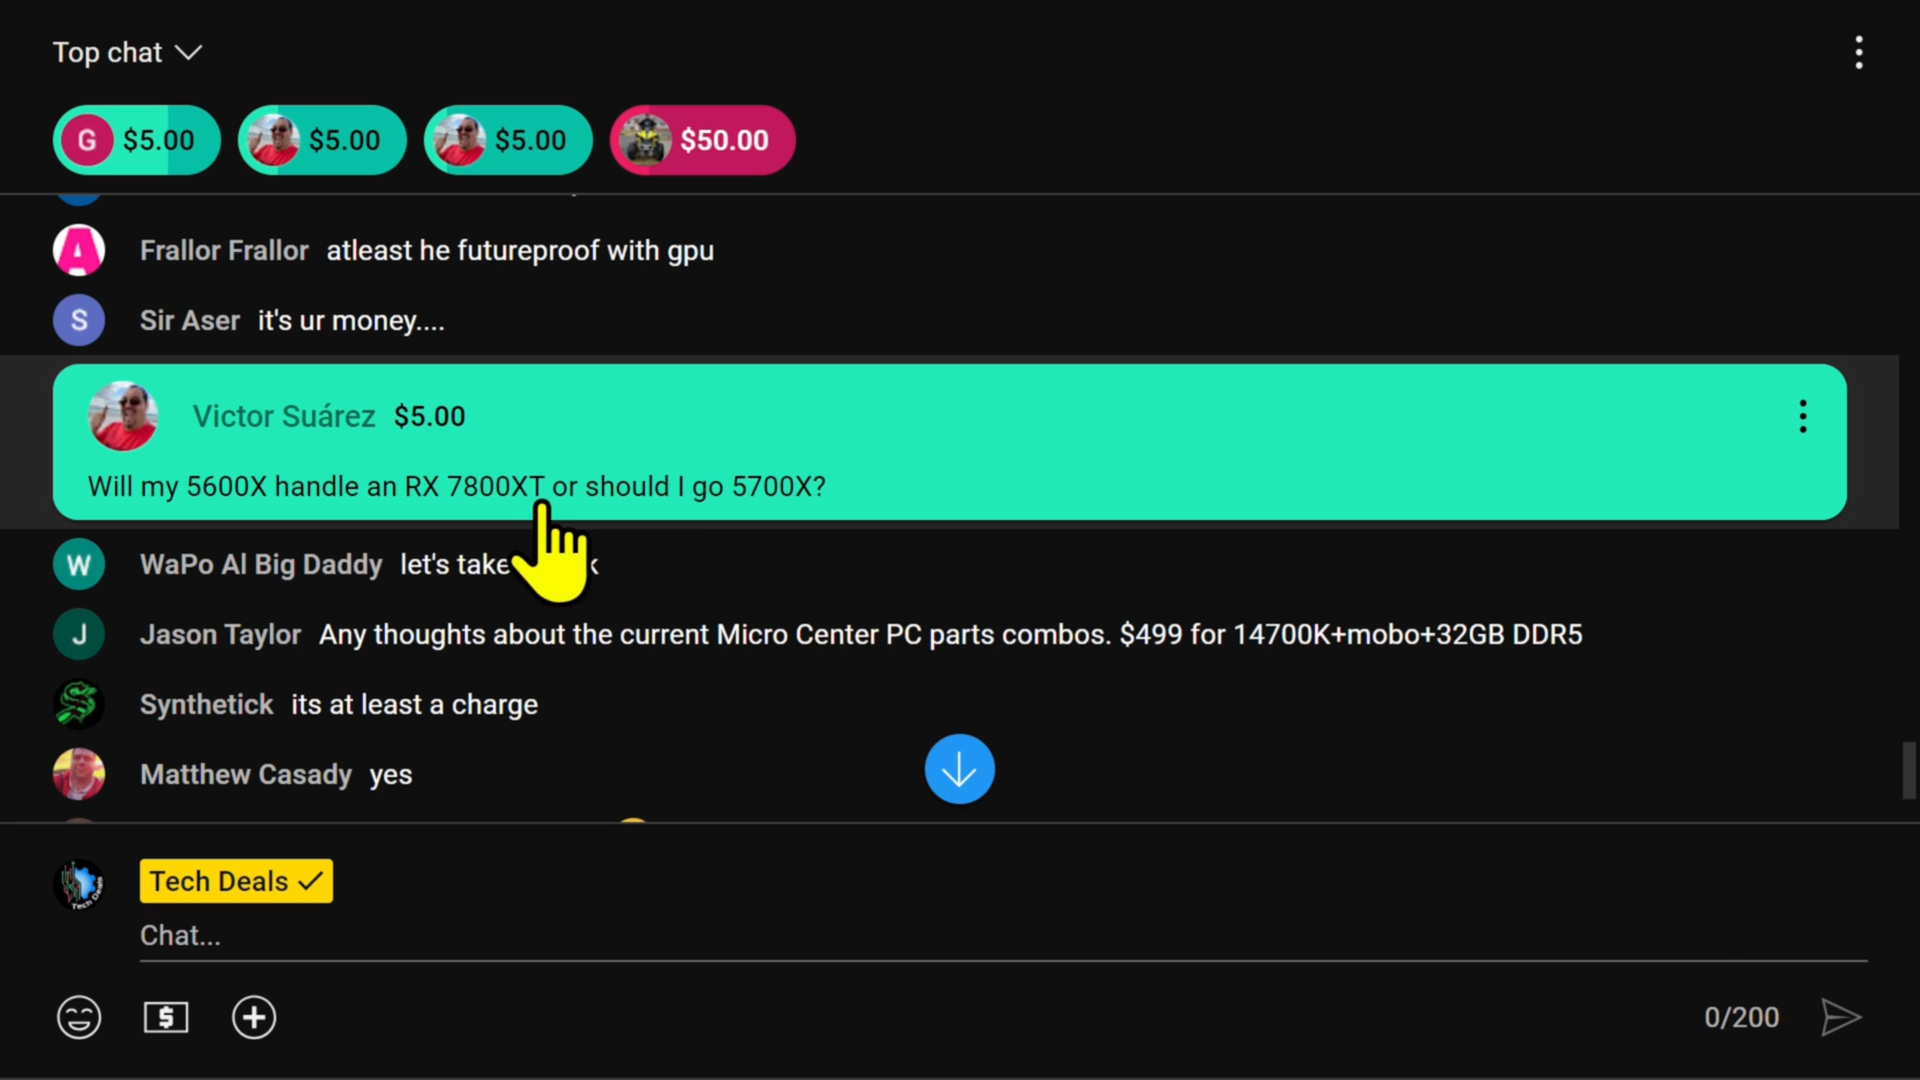 Top chat
G $5.00 $5.00 $5.00 $50.00
Frallor Frallor atleast he futureproof with gpu
S Sir Aser it's ur money....
Victor Suárez $5.00
Will my 5600X handle an RX 7800XT or should I go 5700X?
W WaPo Al Big Daddy let's take
J Jason Taylor Any thoughts about the current Micro Center PC parts combos. $499 for 14700K+mobo+32GB DDR5
Synthetick its at least a charge
Matthew Casady yes
Tech Deals
Tech Deals
Chat...
0/200